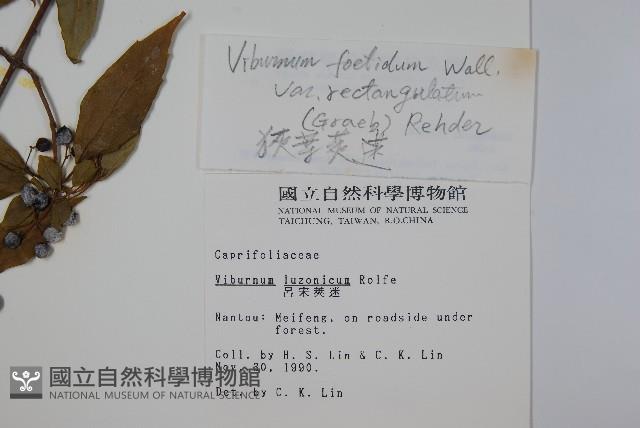 Viburnum foetidum Wall.
var. rectangulatum
(Graeb) Rehder
狹葉莢蒾
國立自然科學博物館
NATIONAL MUSEUM OF NATURAL SCIENCE
TAICHUNG, TAIWAN, R.O.CHINA
Caprifoliaceae
Viburnum luzonicum Rolfe
呂宋莢迷
Nantou: Meifeng, on roadside under
forest.
Coll. by H. S. Lin & C. K. Lin
Nov. 30, 1990.
Det. by C. K. Lin
國立自然科學博物館
NATIONAL MUSEUM OF NATURAL SCIENCE